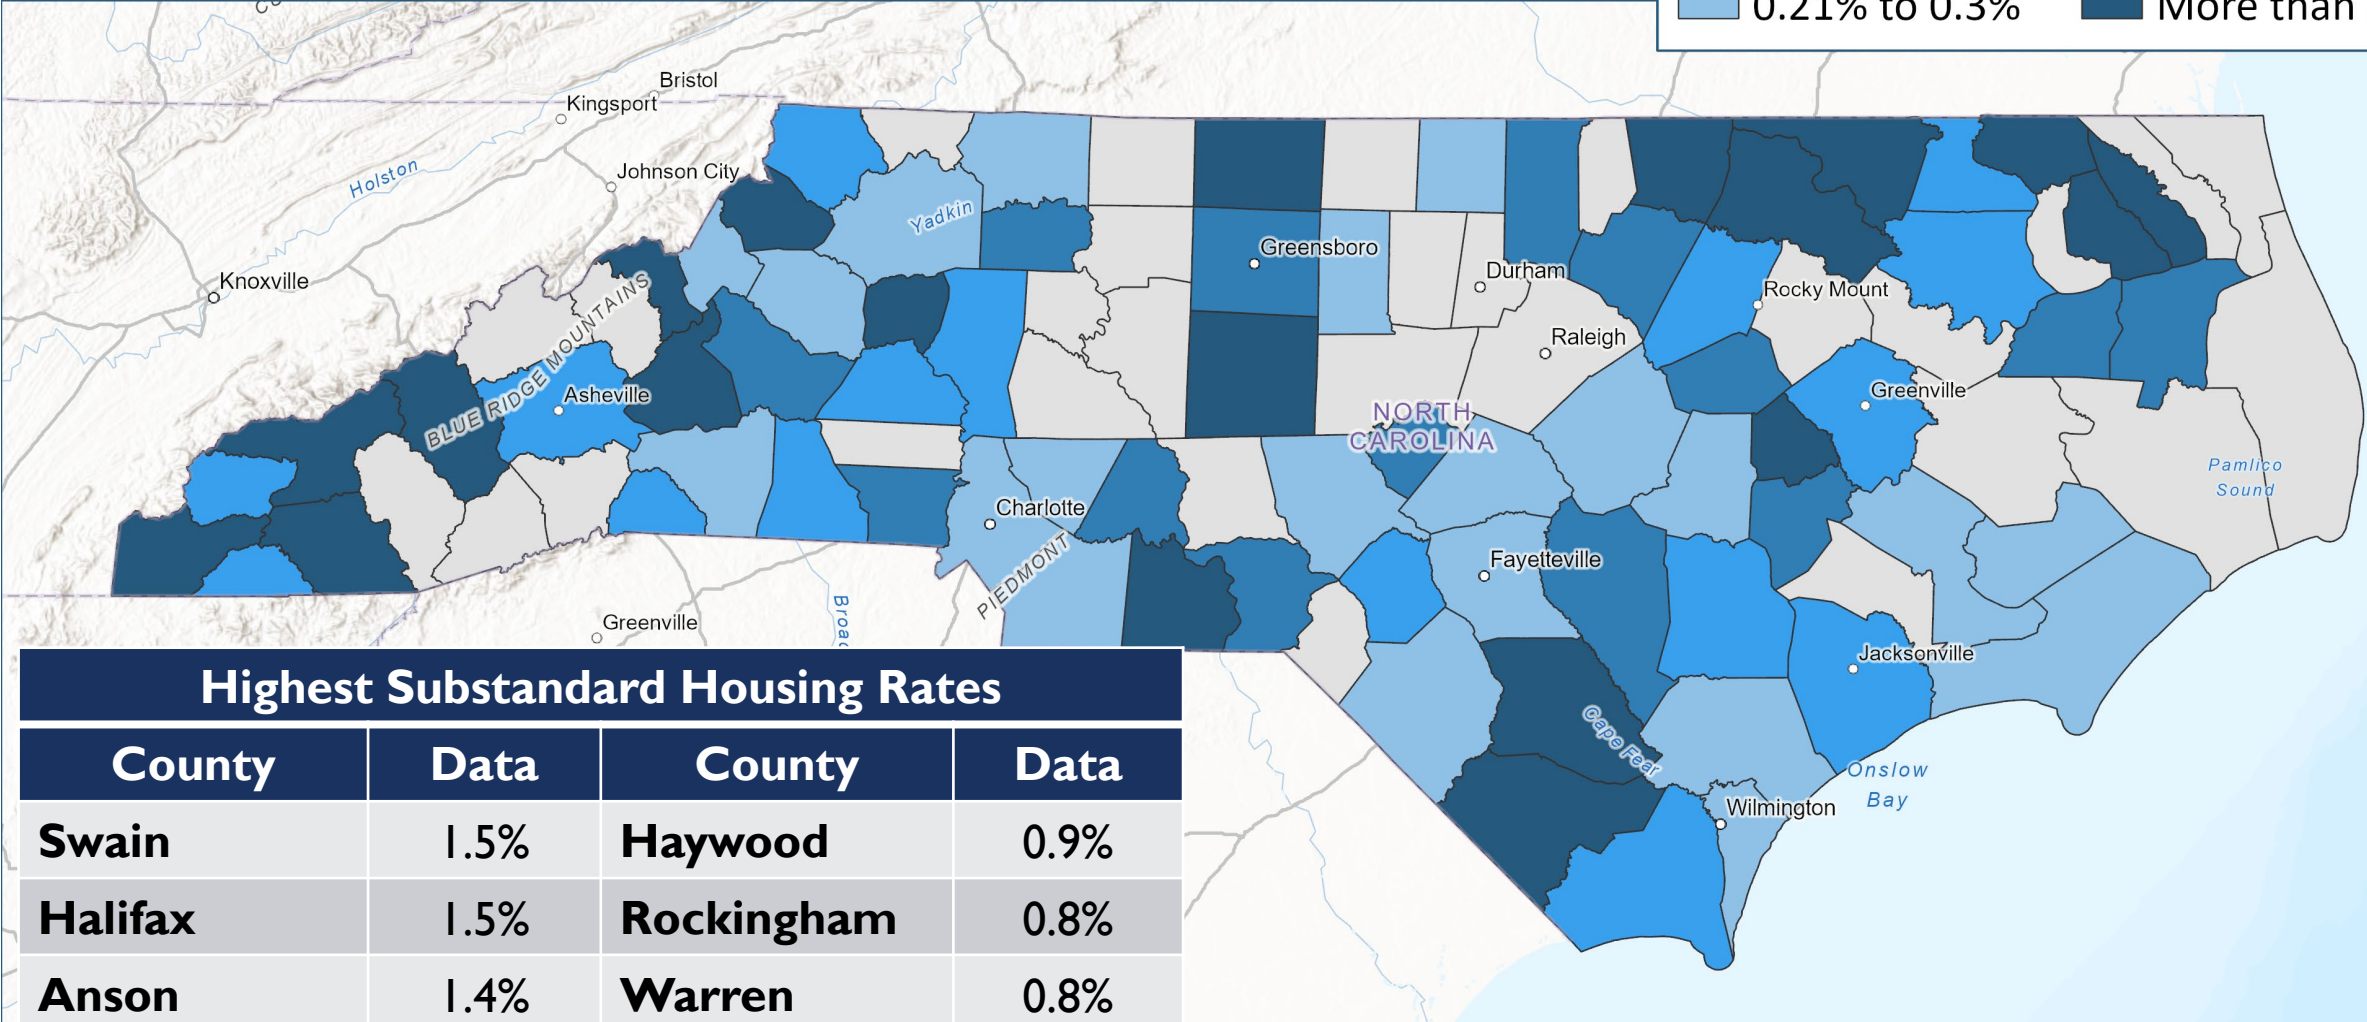 0.21% to 0.3% More than
Bristol
Kingsport
Johnson City
Holston
Yadkin
Knoxville
Greensboro
Durham
Rocky Mount
Raleigh
BLUE RIDGE MOUNTAINS
Asheville
Greenville
NORTH
CAROLINA
Pamlico
Sound
Charlotte
PIEDMONT
Fayetteville
Greenville
Jacksonville
Cape Fear
Onslow
Bay
Wilmington
Highest Substandard Housing Rates
County Data County Data
Swain 1.5% Haywood 0.9%
Halifax 1.5% Rockingham 0.8%
Anson 1.4% Warren 0.8%